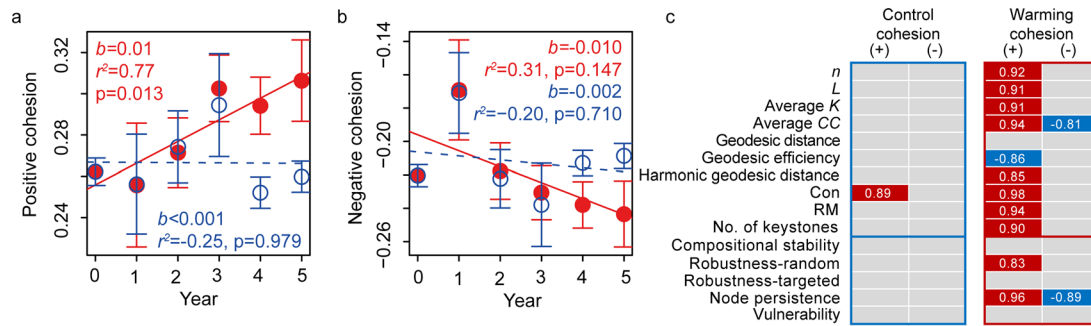 a
b=0.01
r²=0.77
p=0.013
b<0.001
r²=-0.25, p=0.979
Positive cohesion
0.24
0.28
0.32
0 1 2 3 4 5
Year
b
b=-0.010
r²=0.31, p=0.147
b=-0.002
r²=−0.20, p=0.710
Negative cohesion
−0.26
−0.20
−0.14
0 1 2 3 4 5
Year
c
Control
cohesion
(+) (-)
Warming
cohesion
(+) (-)
n 0.92
L 0.91
Average K 0.91
Average CC 0.94 -0.81
Geodesic distance
Geodesic efficiency -0.86
Harmonic geodesic distance 0.85
Con 0.89 0.98
RM 0.94
No. of keystones 0.90
Compositional stability
Robustness-random 0.83
Robustness-targeted
Node persistence 0.96 -0.89
Vulnerability